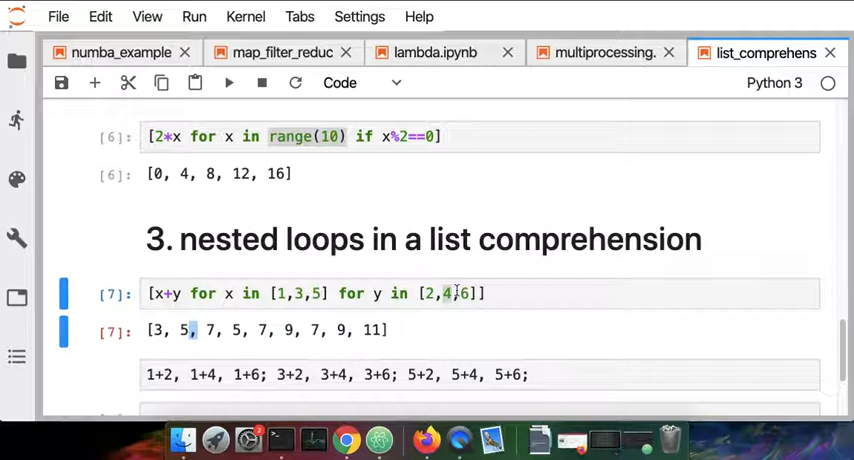 File Edit View Run Kernel Tabs Settings Help
numba_example map_filter_reduc lambda.ipynb multiprocessing. list_comprehens
Code Python 3
[6]: [2*x for x in range(10) if x%2==0]
[6]: [0, 4, 8, 12, 16]
3. nested loops in a list comprehension
[7]: [x+y for x in [1,3,5] for y in [2,4,6]]
[7]: [3, 5, 7, 5, 7, 9, 7, 9, 11]
1+2, 1+4, 1+6; 3+2, 3+4, 3+6; 5+2, 5+4, 5+6;
2